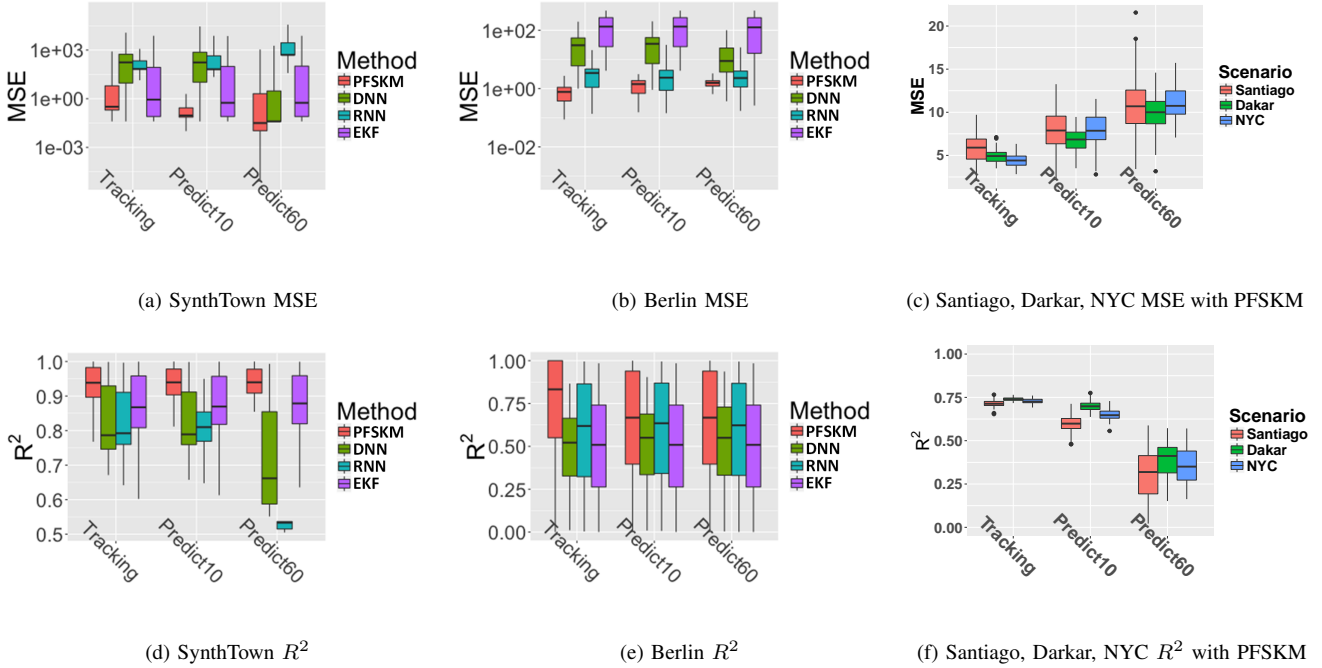 MSE
1e+03
1e+00
1e-03
Tracking
Predict10
Predict60
Method
PFSKM
DNN
RNN
EKF
(a) SynthTown MSE
MSE
1e+02
1e+00
1e-02
Tracking
Predict10
Predict60
Method
PFSKM
DNN
RNN
EKF
(b) Berlin MSE
MSE
20
15
10
5
Tracking
Predict10
Predict60
Scenario
Santiago
Dakar
NYC
(c) Santiago, Darkar, NYC MSE with PFSKM
R²
1.0
0.9
0.8
0.7
0.6
0.5
Tracking
Predict10
Predict60
Method
PFSKM
DNN
RNN
EKF
(d) SynthTown R²
R²
1.00
0.75
0.50
0.25
0.00
Tracking
Predict10
Predict60
Method
PFSKM
DNN
RNN
EKF
(e) Berlin R²
R²
1.00
0.75
0.50
0.25
0.00
Tracking
Predict10
Predict60
Scenario
Santiago
Dakar
NYC
(f) Santiago, Darkar, NYC R² with PFSKM